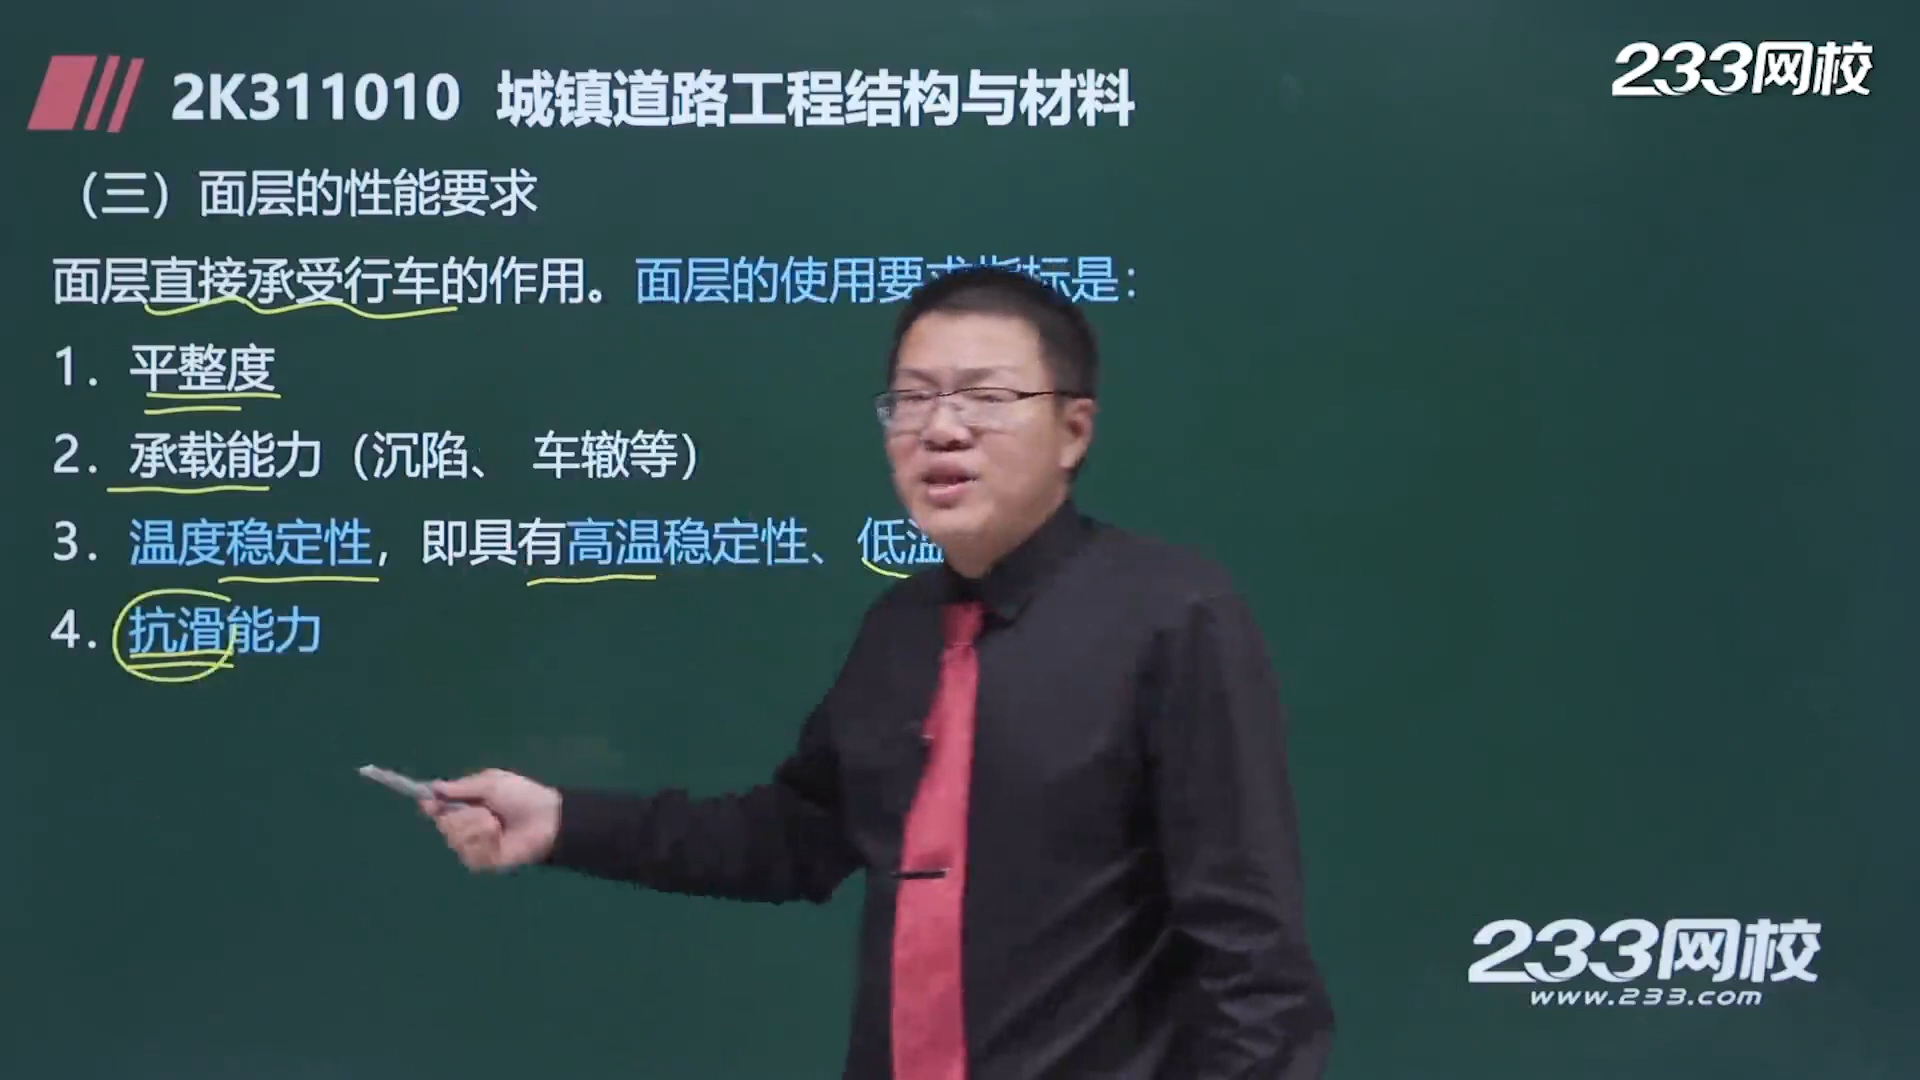 233网校
2K311010 城镇道路工程结构与材料
（三）面层的性能要求
面层直接承受行车的作用。面层的使用要求指标是：
1. 平整度
2. 承载能力（沉陷、 车辙等）
3. 温度稳定性，即具有高温稳定性、低温
4. 抗滑能力
233网校
www.233.com